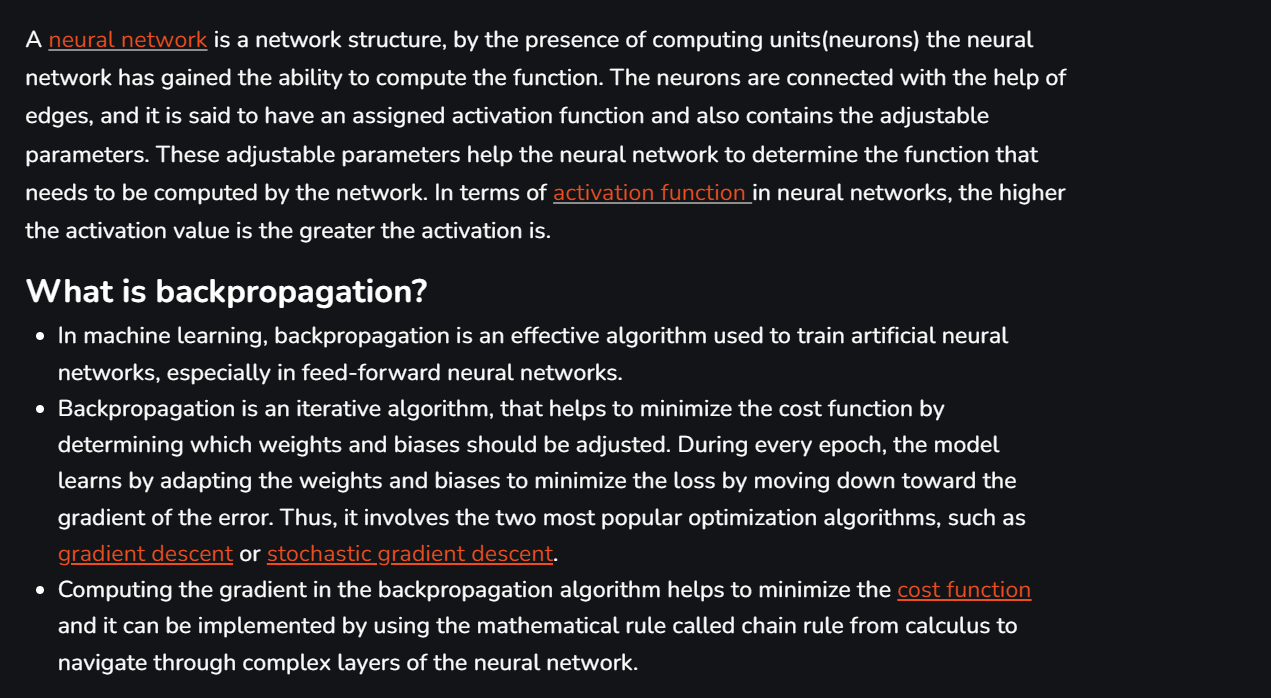 A neural network is a network structure, by the presence of computing units(neurons) the neural
network has gained the ability to compute the function. The neurons are connected with the help of
edges, and it is said to have an assigned activation function and also contains the adjustable
parameters. These adjustable parameters help the neural network to determine the function that
needs to be computed by the network. In terms of activation function in neural networks, the higher
the activation value is the greater the activation is.
What is backpropagation?
• In machine learning, backpropagation is an effective algorithm used to train artificial neural
networks, especially in feed-forward neural networks.
• Backpropagation is an iterative algorithm, that helps to minimize the cost function by
determining which weights and biases should be adjusted. During every epoch, the model
learns by adapting the weights and biases to minimize the loss by moving down toward the
gradient of the error. Thus, it involves the two most popular optimization algorithms, such as
gradient descent or stochastic gradient descent.
• Computing the gradient in the backpropagation algorithm helps to minimize the cost function
and it can be implemented by using the mathematical rule called chain rule from calculus to
navigate through complex layers of the neural network.